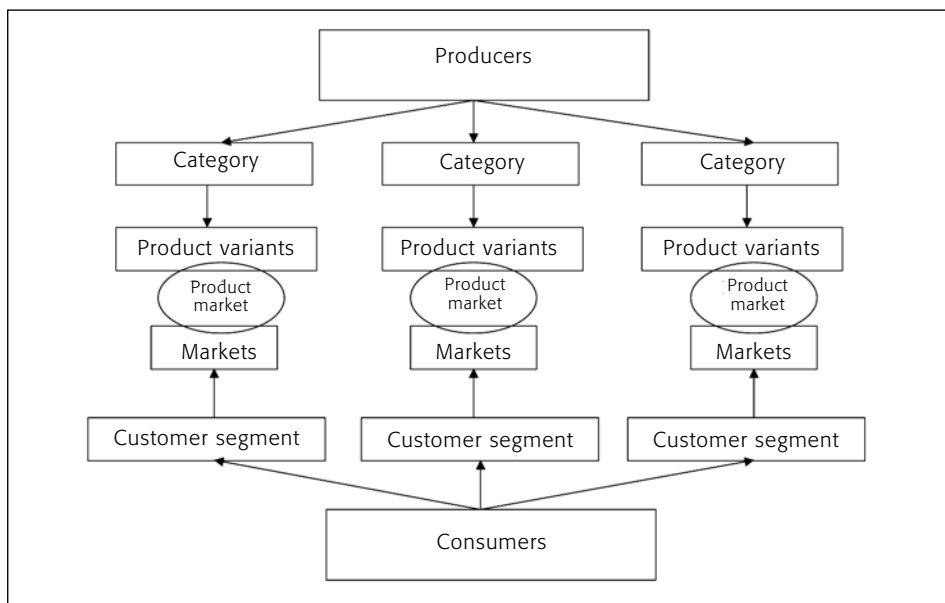 Producers
Category
Category
Category
Product variants
Product variants
Product variants
Product
market
Product
market
Product
market
Markets
Markets
Markets
Customer segment
Customer segment
Customer segment
Consumers